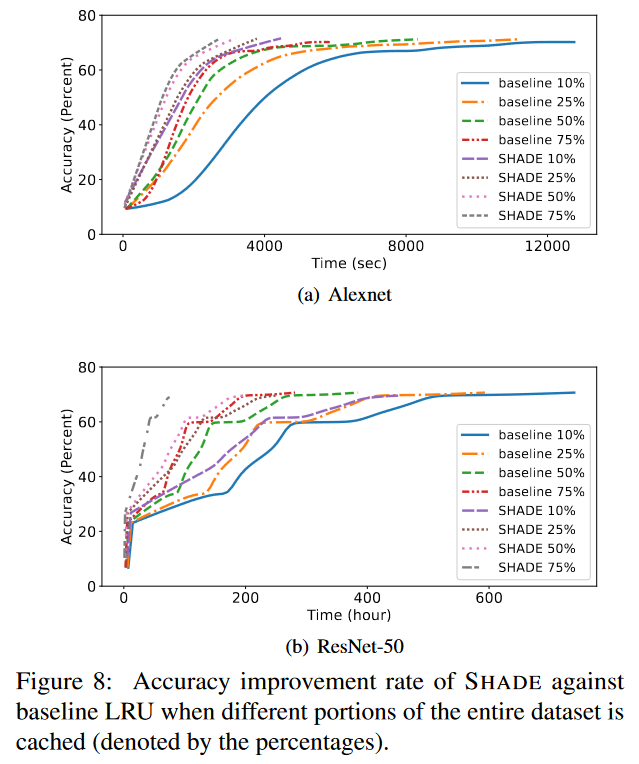 80
60
40
20
0
Accuracy (Percent)
baseline 10%
baseline 25%
baseline 50%
baseline 75%
SHADE 10%
SHADE 25%
SHADE 50%
SHADE 75%
0 4000 8000 12000
Time (sec)
(a) Alexnet
80
60
40
20
0
Accuracy (Percent)
baseline 10%
baseline 25%
baseline 50%
baseline 75%
SHADE 10%
SHADE 25%
SHADE 50%
SHADE 75%
0 200 400 600
Time (hour)
(b) ResNet-50
Figure 8: Accuracy improvement rate of SHADE against
baseline LRU when different portions of the entire dataset is
cached (denoted by the percentages).